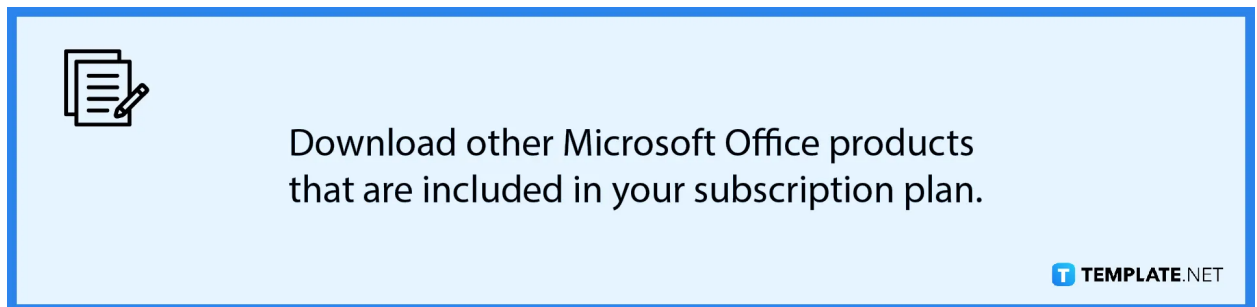 Download other Microsoft Office products
that are included in your subscription plan.
T TEMPLATE.NET